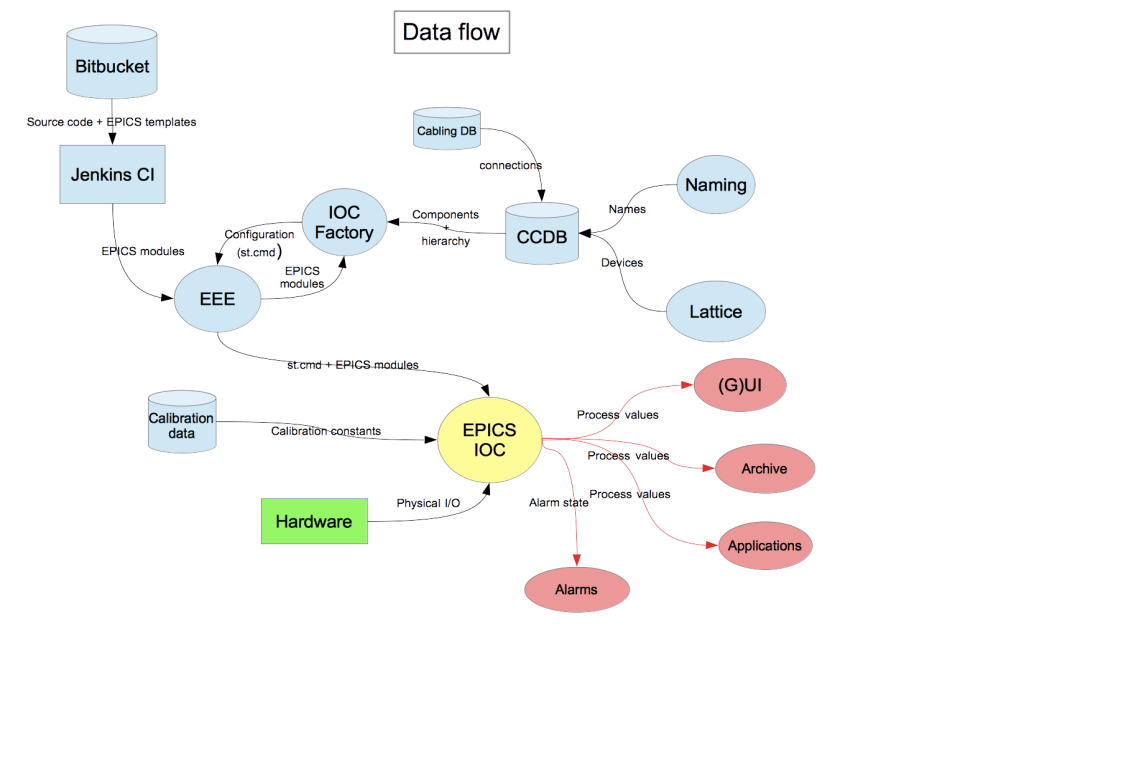 Data flow
Bitbucket
Source code + EPICS templates
Jenkins CI
EPICS modules
Cabling DB
connections
Naming
Names
CCDB
Devices
Lattice
Components
+
hierarchy
IOC
Factory
Configuration
(st.cmd)
EPICS
modules
EEE
st.cmd + EPICS modules
Calibration
data
Calibration constants
EPICS
IOC
Hardware
Physical I/O
(G)UI
Process values
Archive
Process values
Applications
Process values
Alarm state
Alarms